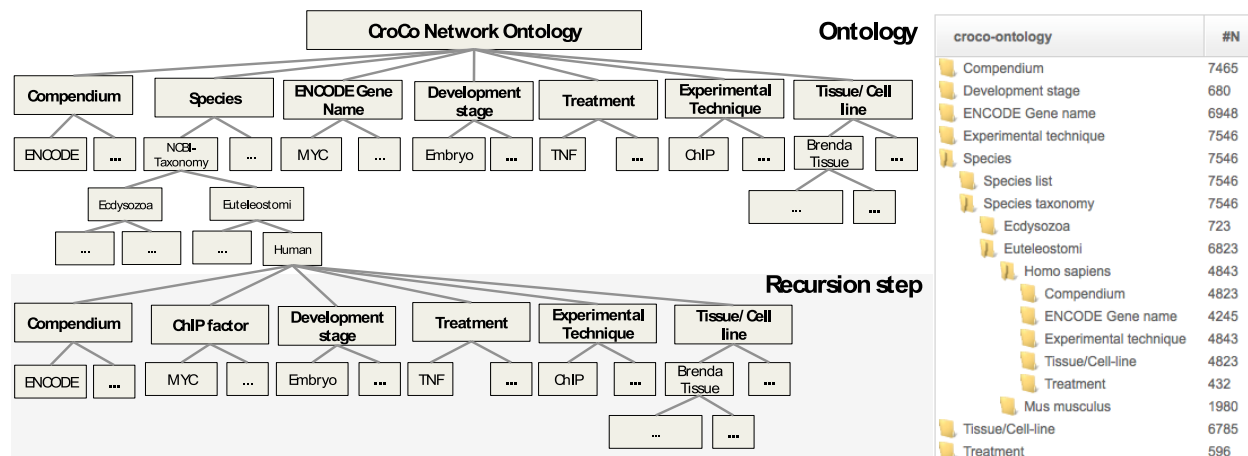 CroCo Network Ontology
Ontology
Compendium
Species
ENCODE Gene
Name
Development
stage
Treatment
Experimental
Technique
Tissue/ Cell
line
ENCODE
...
NCBI-
Taxonomy
...
MYC
...
Embryo
...
TNF
...
ChIP
...
Brenda
Tissue
...
Ecdysozoa
Euteleostomi
...
...
...
...
...
Human
Recursion step
Compendium
ChIP factor
Development
stage
Treatment
Experimental
Technique
Tissue/ Cell
line
ENCODE
...
MYC
...
Embryo
...
TNF
...
ChIP
...
Brenda
Tissue
...
...
...
croco-ontology #N
Compendium 7465
Development stage 680
ENCODE Gene name 6948
Experimental technique 7546
Species 7546
Species list 7546
Species taxonomy 7546
Ecdysozoa 723
Euteleostomi 6823
Homo sapiens 4843
Compendium 4823
ENCODE Gene name 4245
Experimental technique 4843
Tissue/Cell-line 4823
Treatment 432
Mus musculus 1980
Tissue/Cell-line 6785
Treatment 596